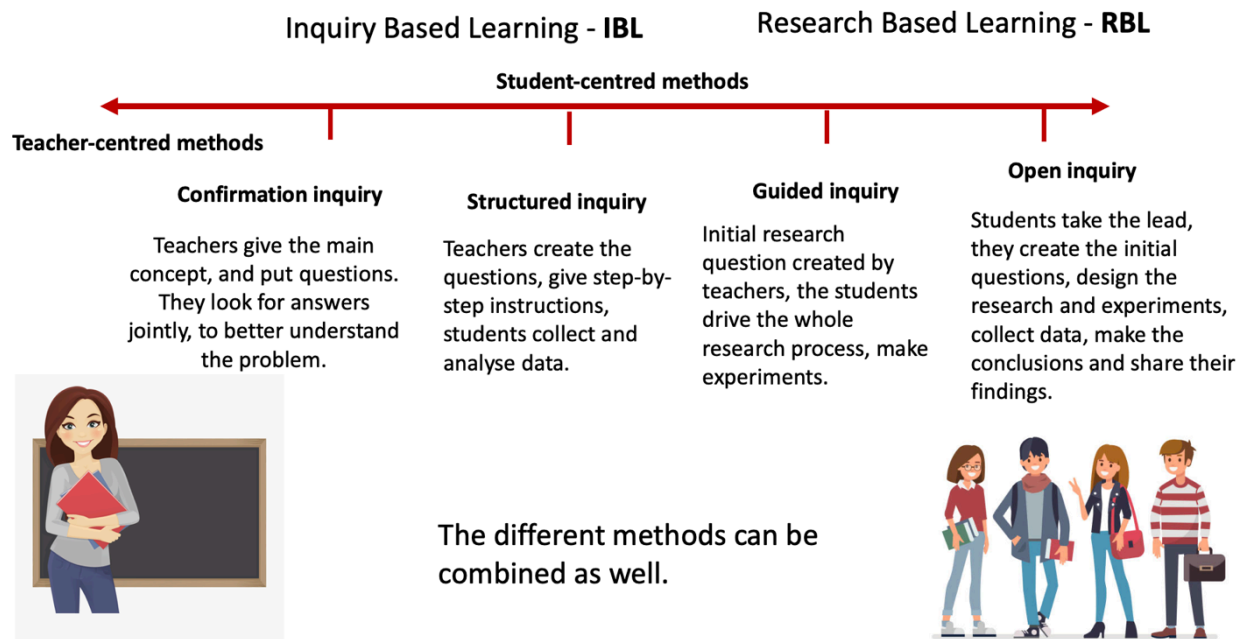 Inquiry Based Learning - IBL
Research Based Learning - RBL
Student-centred methods
Teacher-centred methods
Confirmation inquiry
Teachers give the main
concept, and put questions.
They look for answers
jointly, to better understand
the problem.
Structured inquiry
Teachers create the
questions, give step-by-
step instructions,
students collect and
analyse data.
Guided inquiry
Initial research
question created by
teachers, the students
drive the whole
research process, make
experiments.
Open inquiry
Students take the lead,
they create the initial
questions, design the
research and experiments,
collect data, make the
conclusions and share their
findings.
The different methods can be
combined as well.